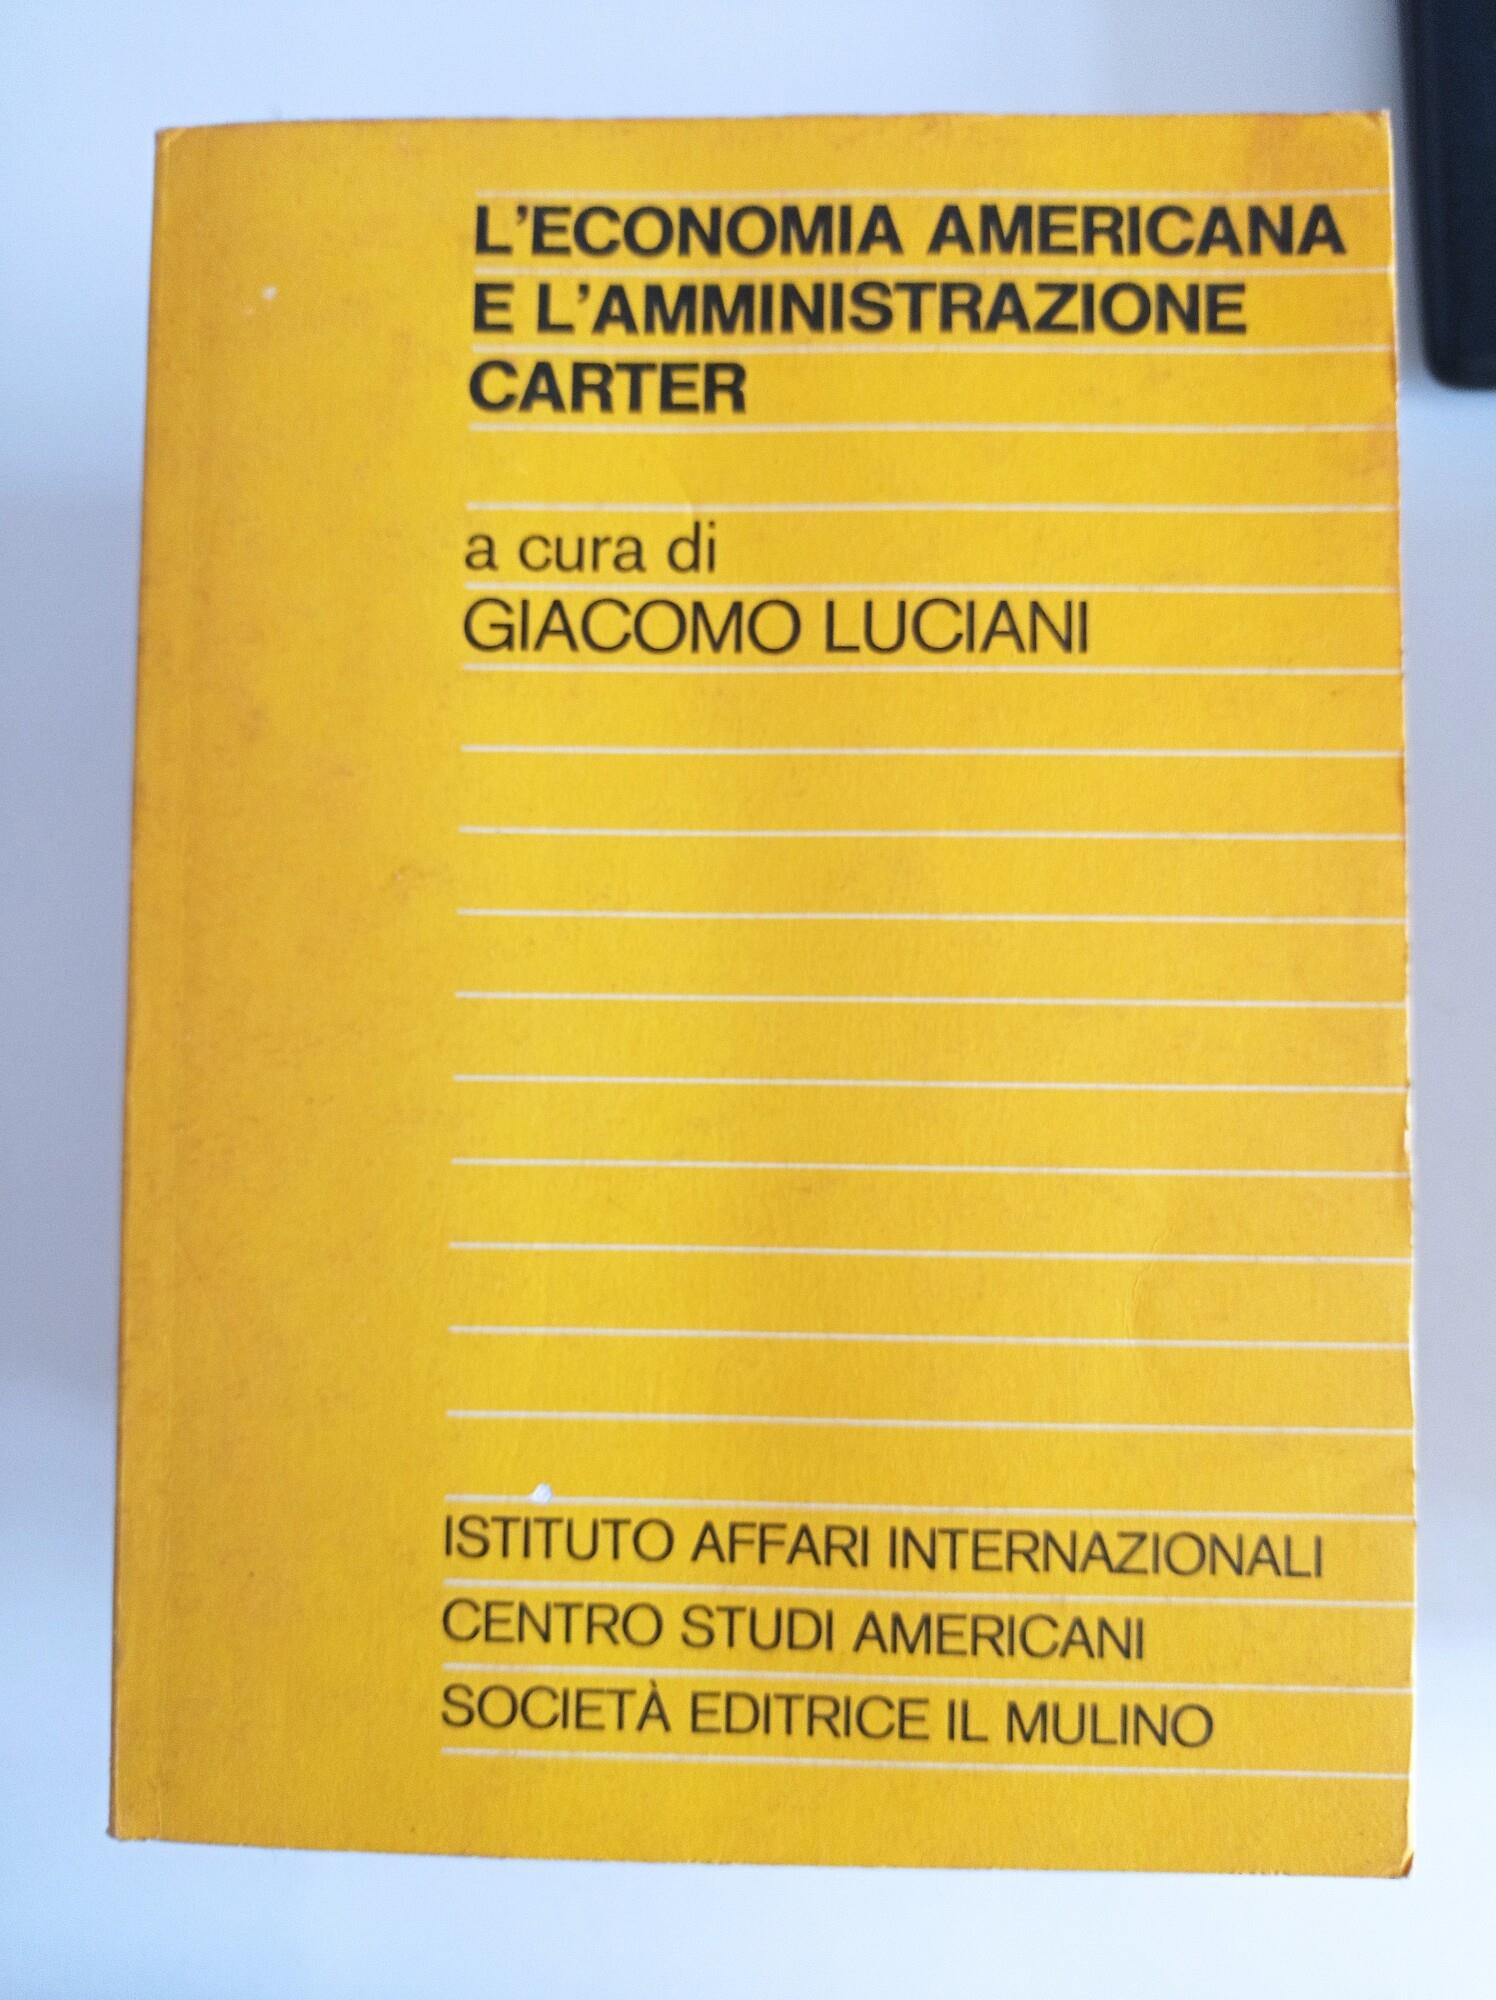 L'ECONOMIA AMERICANA
E L'AMMINISTRAZIONE
CARTER
a cura di
GIACOMO LUCIANI
ISTITUTO AFFARI INTERNAZIONALI
CENTRO STUDI AMERICANI
SOCIETÀ EDITRICE IL MULINO